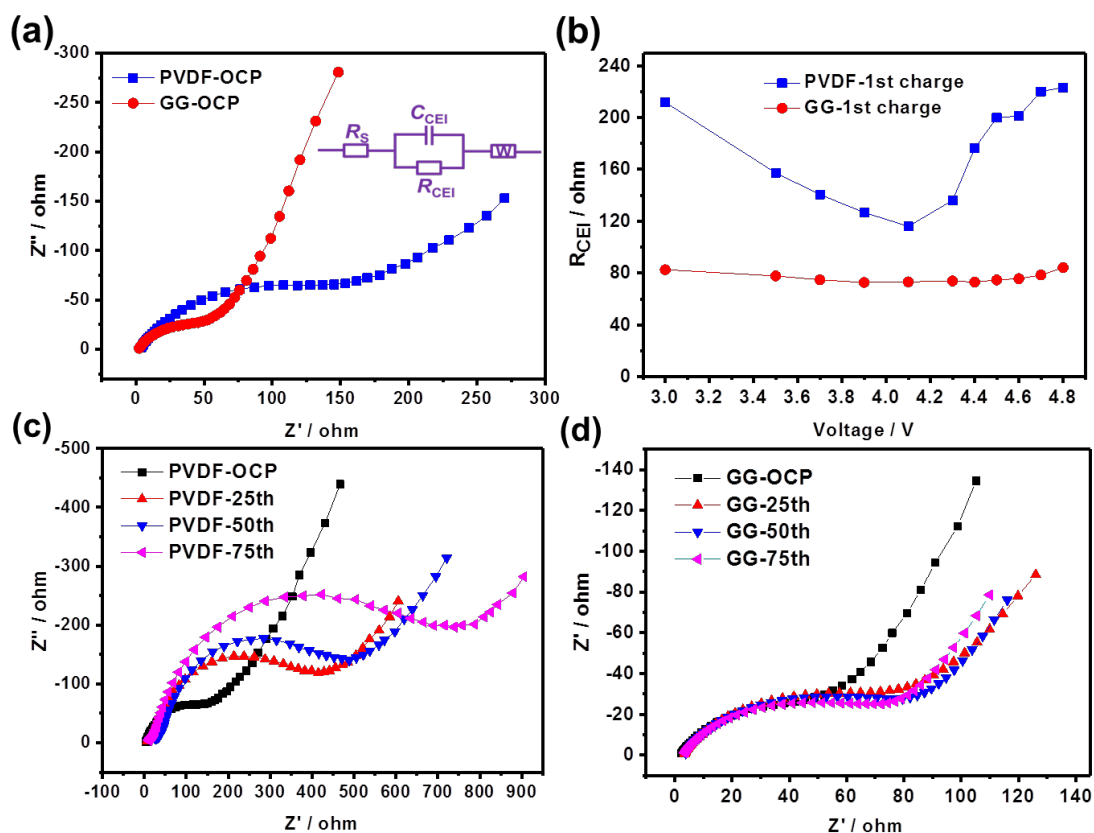 (a)
-300
-250
-200
-150
-100
-50
0
Z'' / ohm
PVDF-OCP
GG-OCP
R_S
C_CEI
R_CEI
W
0 50 100 150 200 250 300
Z' / ohm
(b)
240
200
160
120
80
40
0
R_CEI / ohm
PVDF-1st charge
GG-1st charge
3.0 3.2 3.4 3.6 3.8 4.0 4.2 4.4 4.6 4.8
Voltage / V
(c)
-500
-400
-300
-200
-100
0
Z'' / ohm
PVDF-OCP
PVDF-25th
PVDF-50th
PVDF-75th
-100 0 100 200 300 400 500 600 700 800 900
Z' / ohm
(d)
-140
-120
-100
-80
-60
-40
-20
0
Z' / ohm
GG-OCP
GG-25th
GG-50th
GG-75th
0 20 40 60 80 100 120 140
Z' / ohm